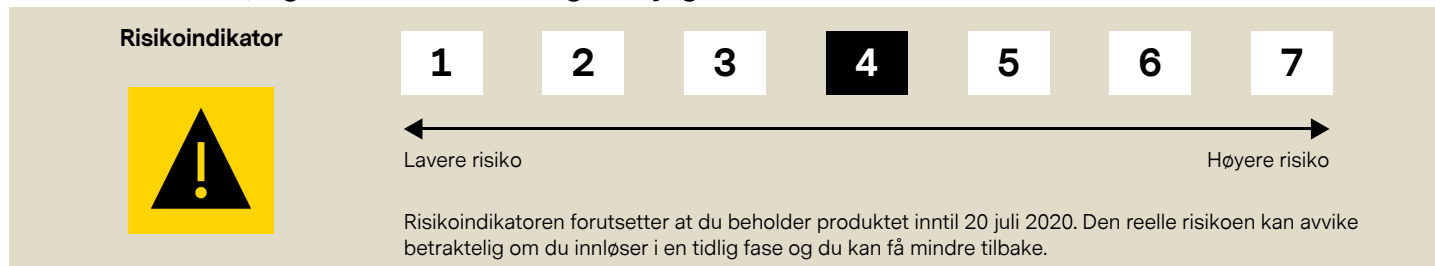 Risikoindikator
1 2 3 4 5 6 7
Lavere risiko Høyere risiko
Risikoindikatoren forutsetter at du beholder produktet inntil 20 juli 2020. Den reelle risikoen kan avvike
betraktelig om du innløser i en tidlig fase og du kan få mindre tilbake.